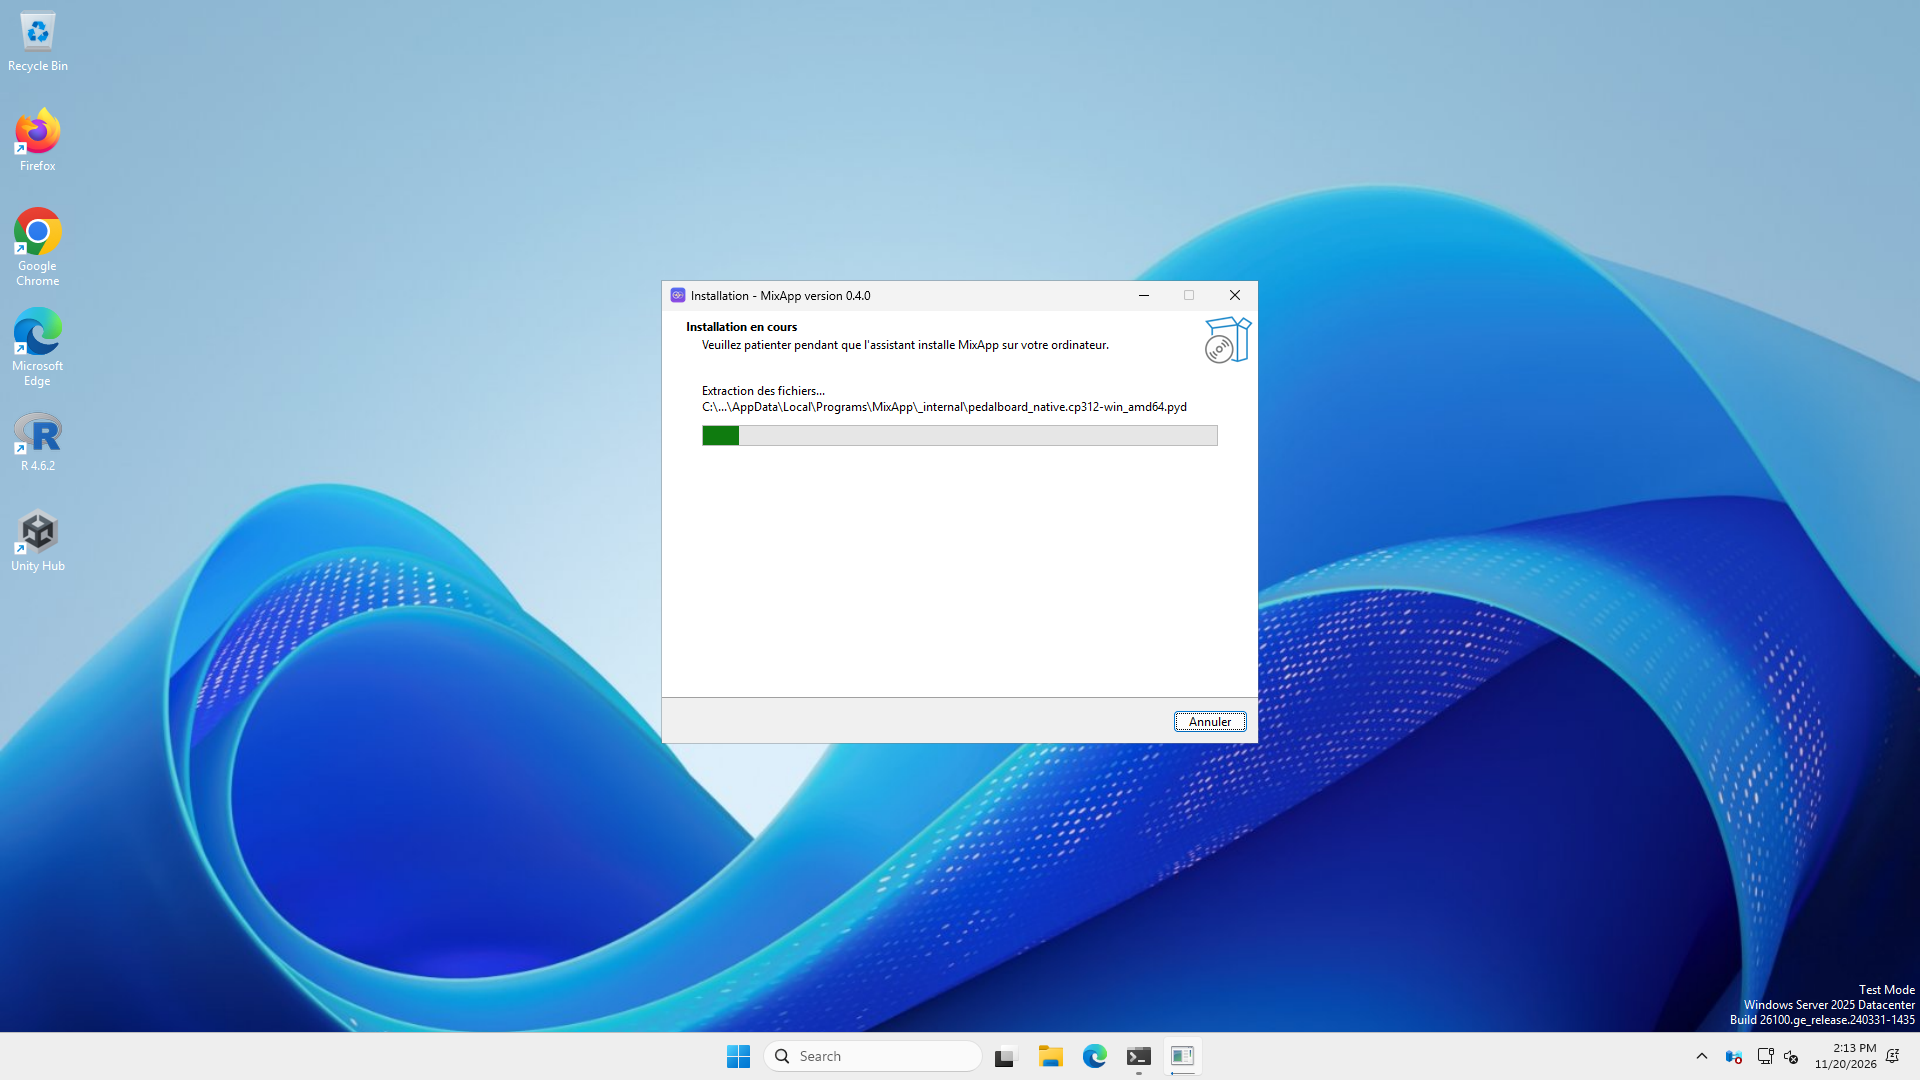 Recycle Bin
Firefox
Google
Chrome
Microsoft
Edge
R 4.6.2
Unity Hub
Installation - MixApp version 0.4.0
Installation en cours
Veuillez patienter pendant que l'assistant installe MixApp sur votre ordinateur.
Extraction des fichiers...
C:\...\AppData\Local\Programs\MixApp\_internal\pedalboard_native.cp312-win_amd64.pyd
Annuler
Test Mode
Windows Server 2025 Datacenter
Build 26100.ge_release.240331-1435
Search
2:13 PM
11/20/2026